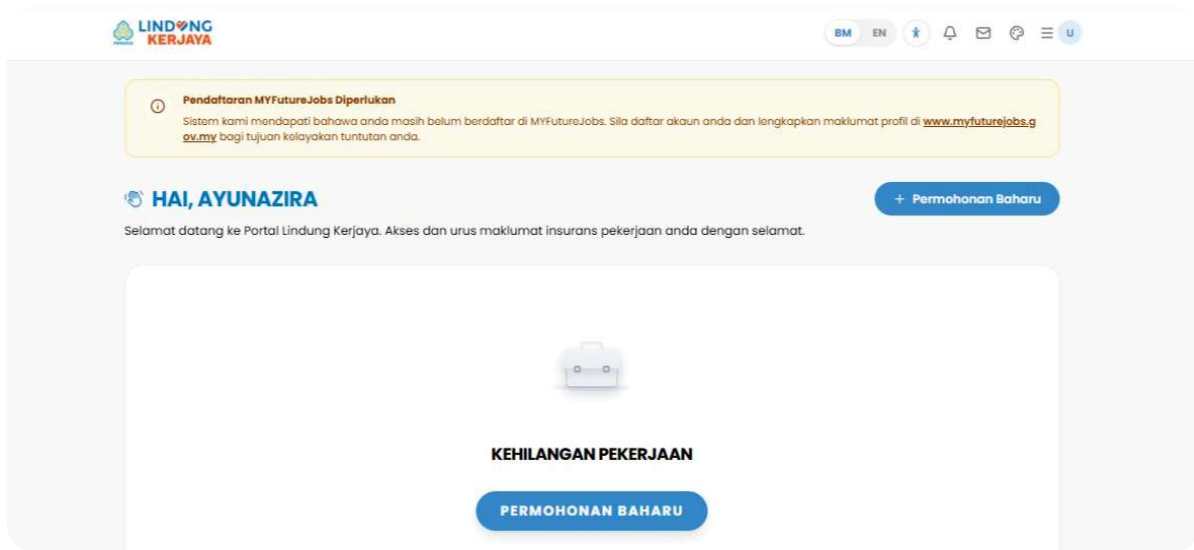 LINDUNG
KERJAYA
BM EN
U
Pendaftaran MYFutureJobs Diperlukan
Sistem kami mendapati bahawa anda masih belum berdaftar di MYFutureJobs. Sila daftar akaun anda dan lengkapkan maklumat profil di www.myfuturejobs.g
ov.my bagi tujuan kelayakan tuntutan anda.
HAI, AYUNAZIRA
+ Permohonan Baharu
Selamat datang ke Portal Lindung Kerjaya. Akses dan urus maklumat insurans pekerjaan anda dengan selamat.
KEHILANGAN PEKERJAAN
PERMOHONAN BAHARU